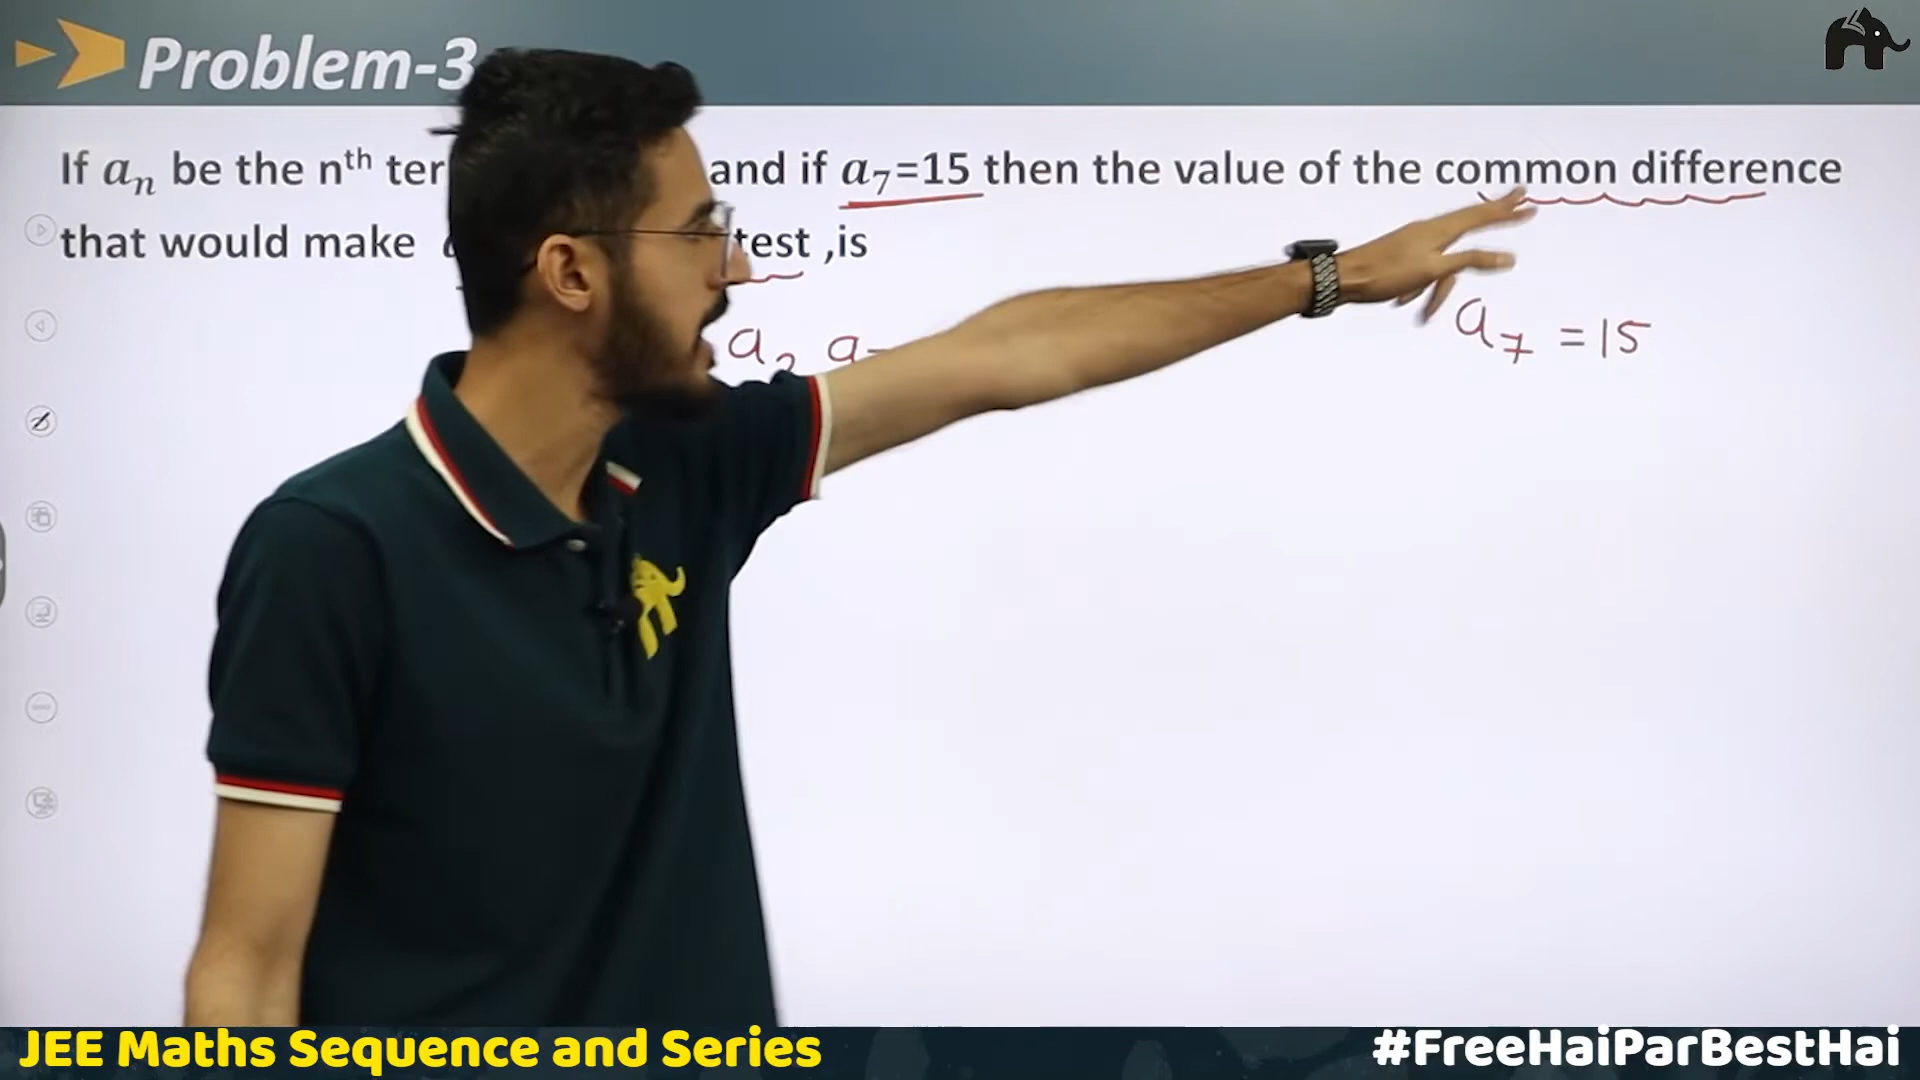 Problem-3
If aₙ be the nᵗʰ ter and if a₇=15 then the value of the common difference
that would make test ,is
a₂ a₇
a₇ =15
JEE Maths Sequence and Series #FreeHaiParBestHai